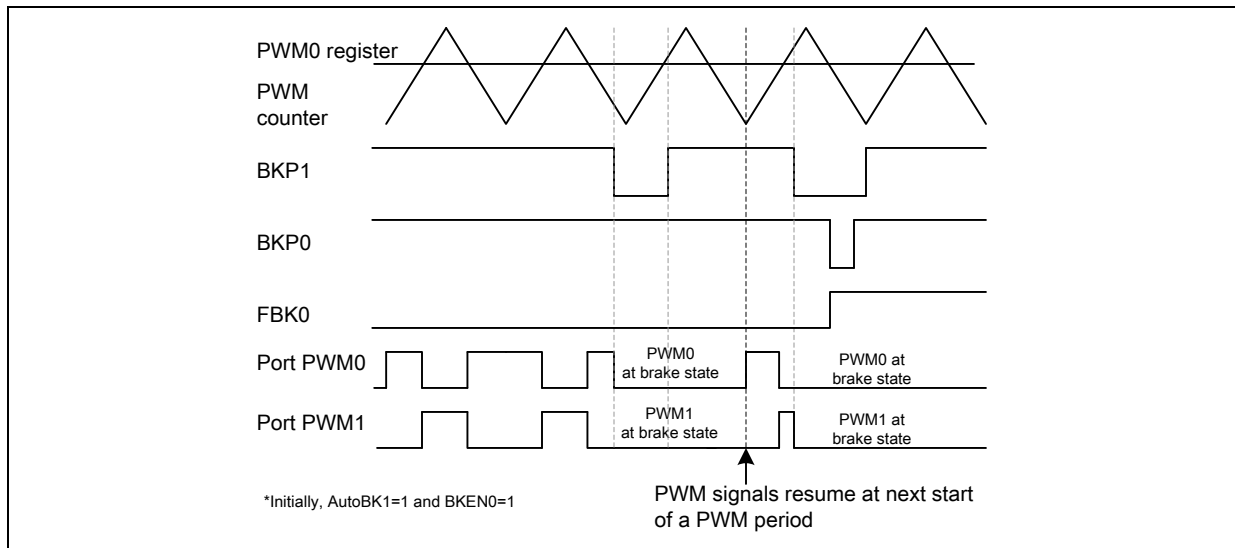 PWM0 register
PWM
counter
BKP1
BKP0
FBK0
Port PWM0
PWM0
at brake state
PWM0 at
brake state
Port PWM1
PWM1
at brake state
PWM1 at
brake state
*Initially, AutoBK1=1 and BKEN0=1
PWM signals resume at next start
of a PWM period